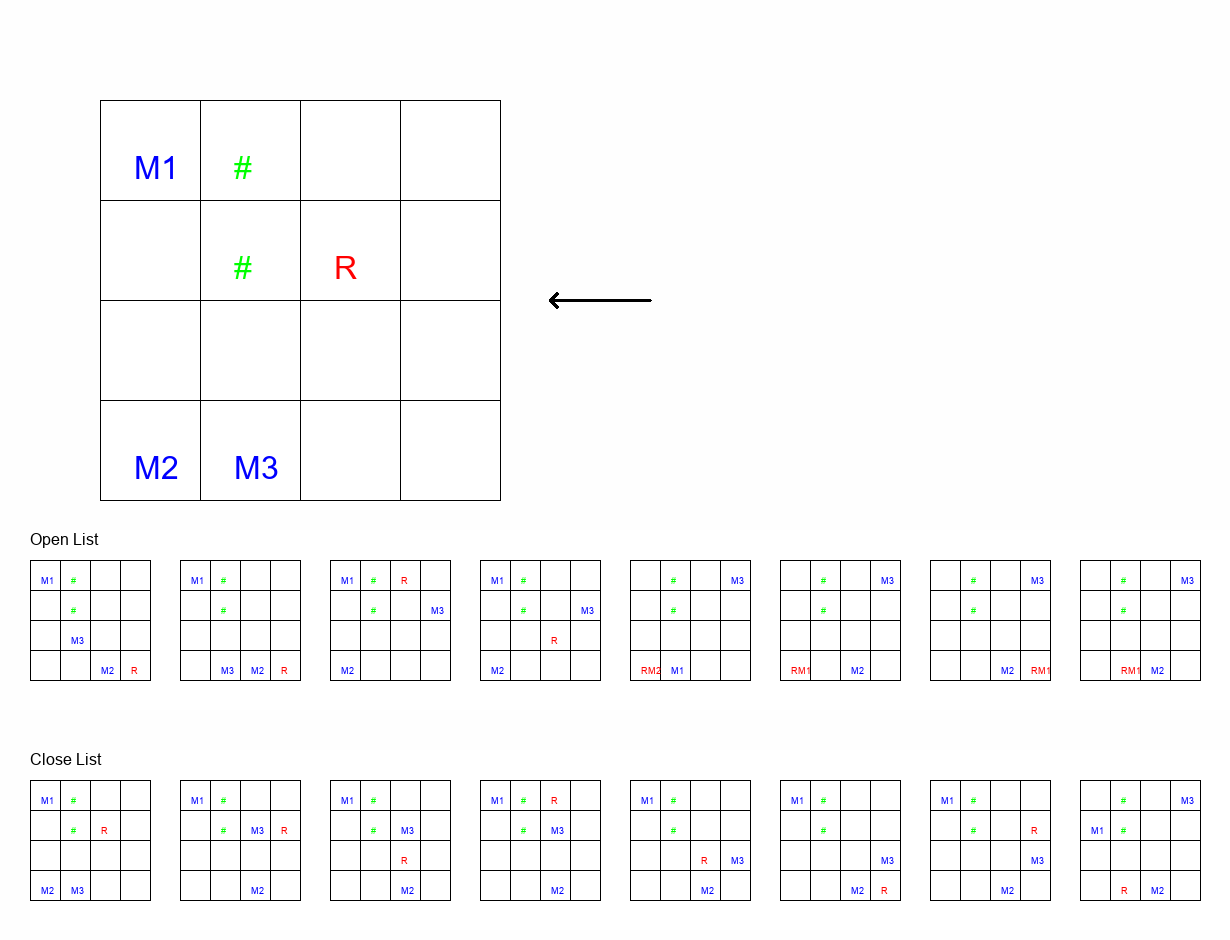 M1 #
# R
M2 M3
Open List
M1 # M1 # M1 # R M1 # # M3 # M3 # M3 # M3
# # # M3 # M3 # # # #
M3 R
M2 R M3 M2 R M2 M2 RM2 M1 RM1 M2 M2 RM1 RM1 M2
Close List
M1 # M1 # M1 # M1 # R M1 # M1 # M1 # # M3
# R # M3 R # M3 # M3 # # # R M1 #
R R M3 M3 M3
M2 M3 M2 M2 M2 M2 M2 R M2 R M2